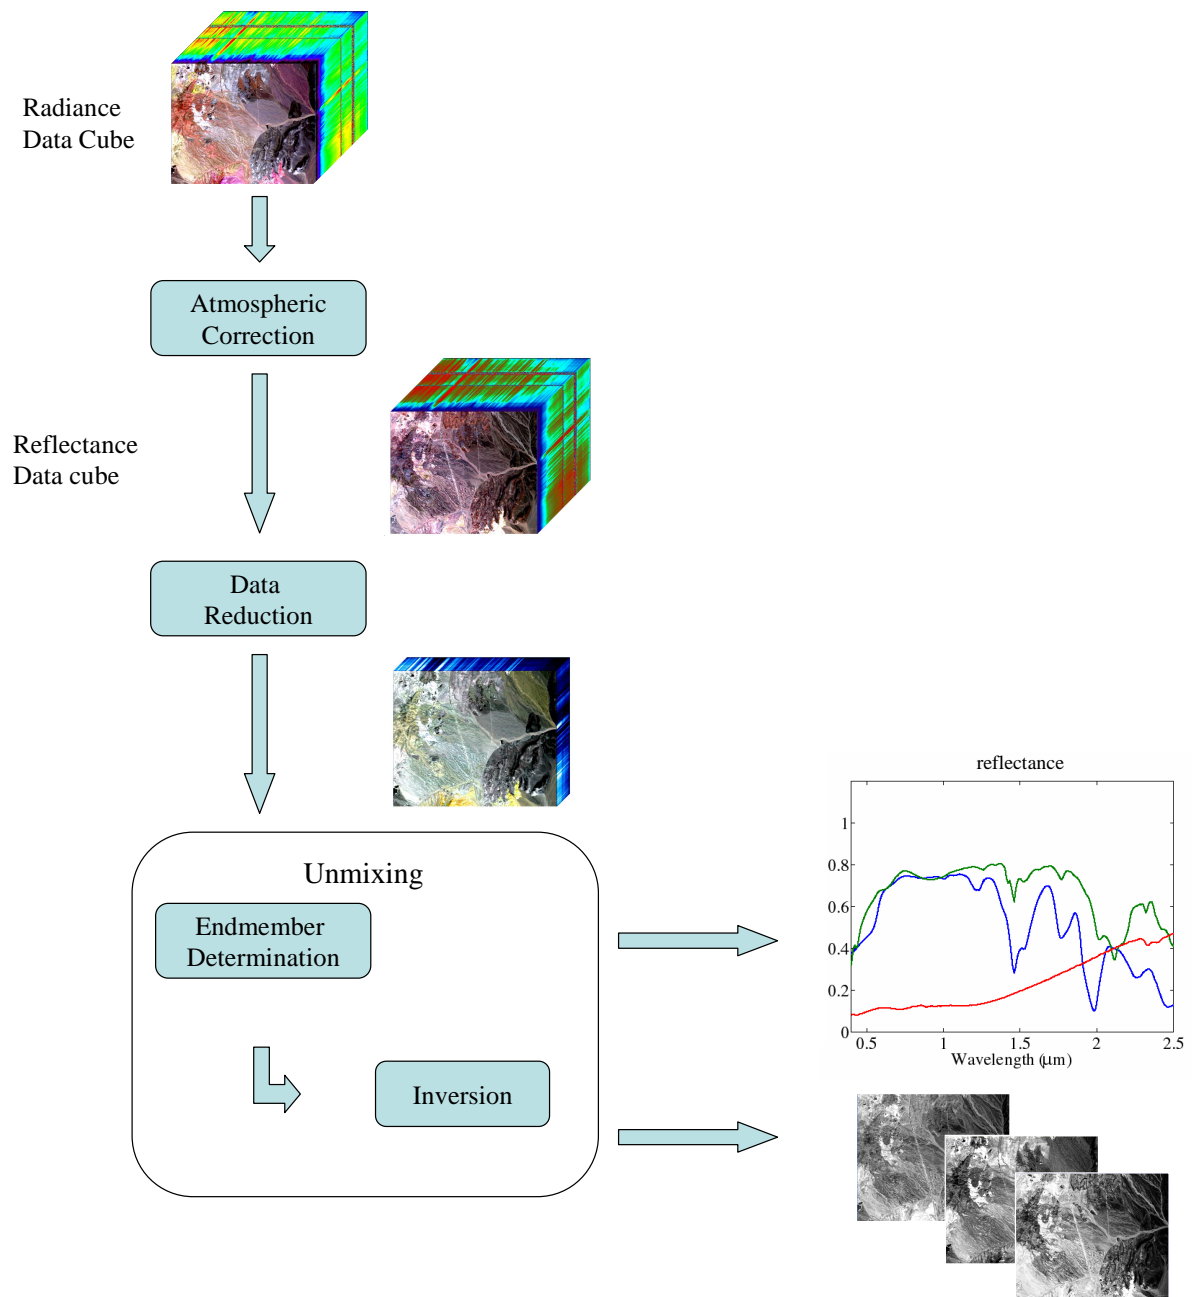 Radiance
Data Cube
Atmospheric
Correction
Reflectance
Data cube
Data
Reduction
Unmixing
Endmember
Determination
Inversion
reflectance
1
0.8
0.6
0.4
0.2
0
0.5
1
1.5
2
2.5
Wavelength (μm)